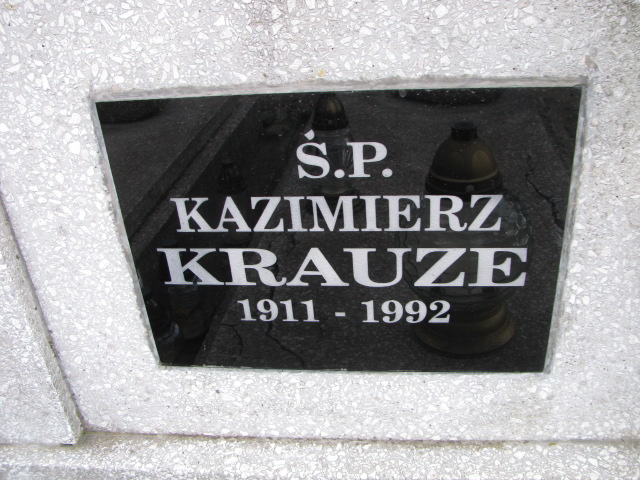 Ś.P.
KAZIMIERZ
KRAUZE
1911 - 1992